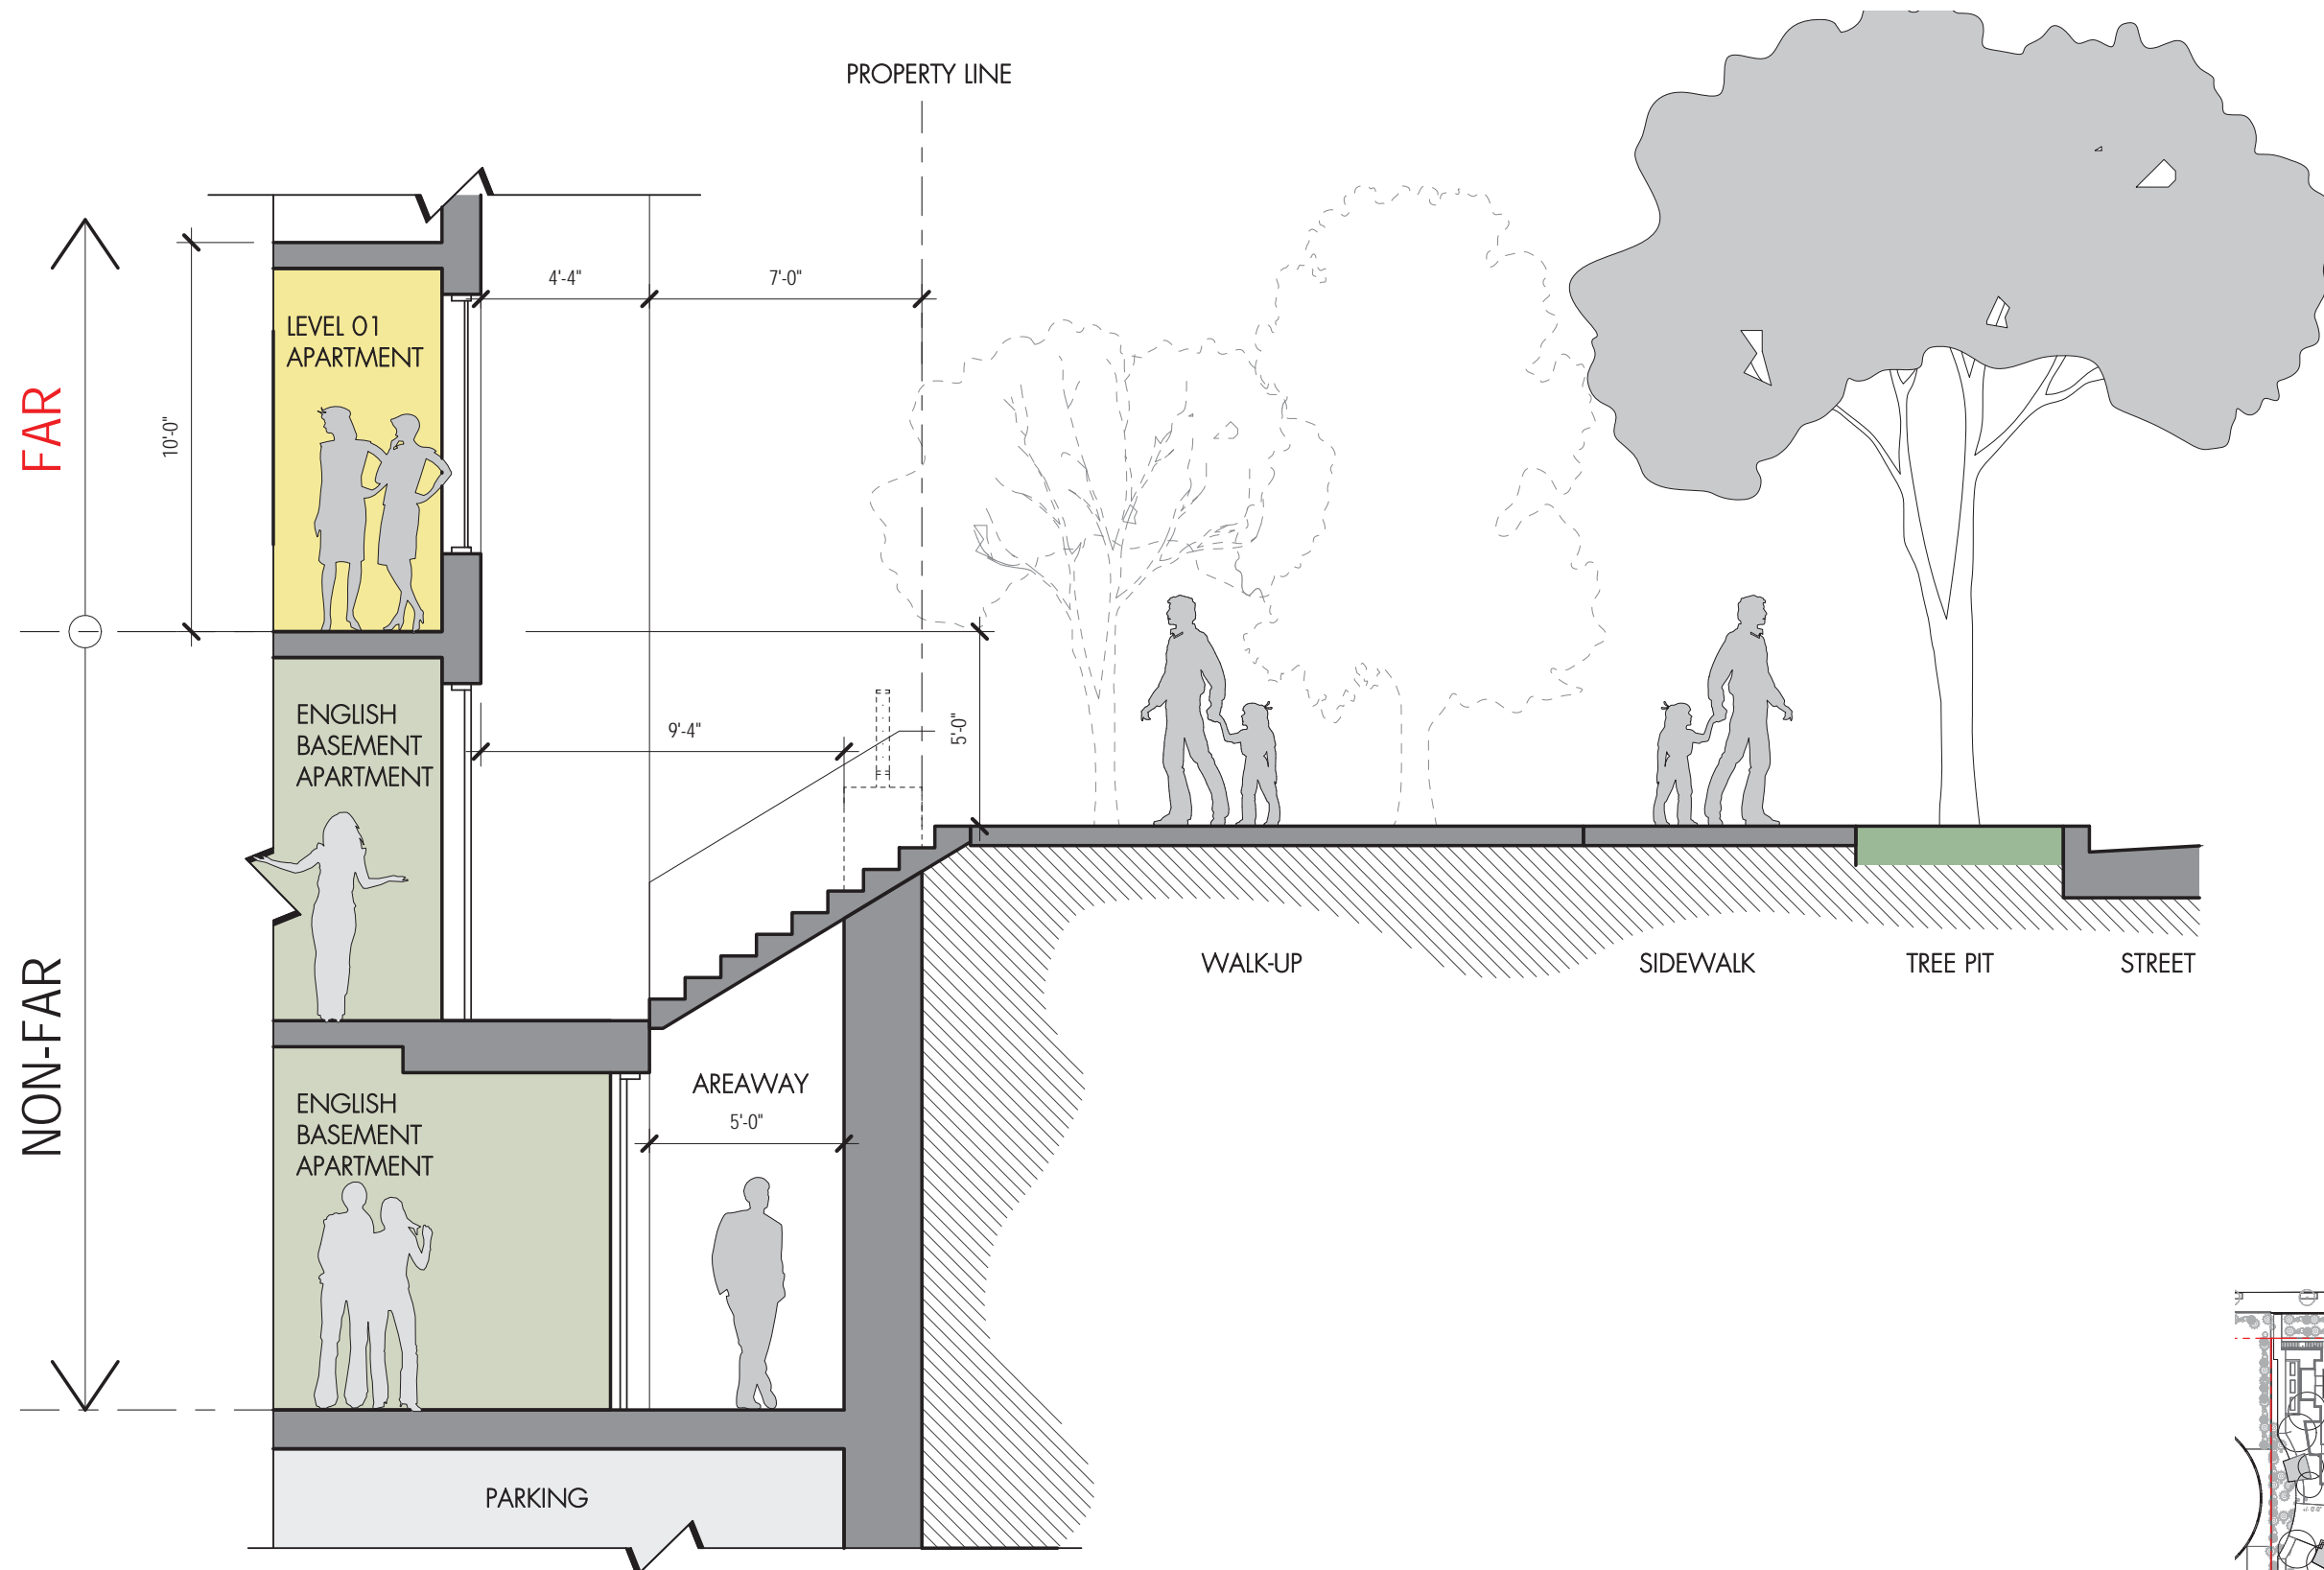 PROPERTY LINE
4'-4"
7'-0"
LEVEL 01
APARTMENT
FAR
10'-0"
ENGLISH
BASEMENT
APARTMENT
9'-4"
5'-0"
WALK-UP
SIDEWALK
TREE PIT
STREET
NON-FAR
AREAWAY
5'-0"
ENGLISH
BASEMENT
APARTMENT
PARKING